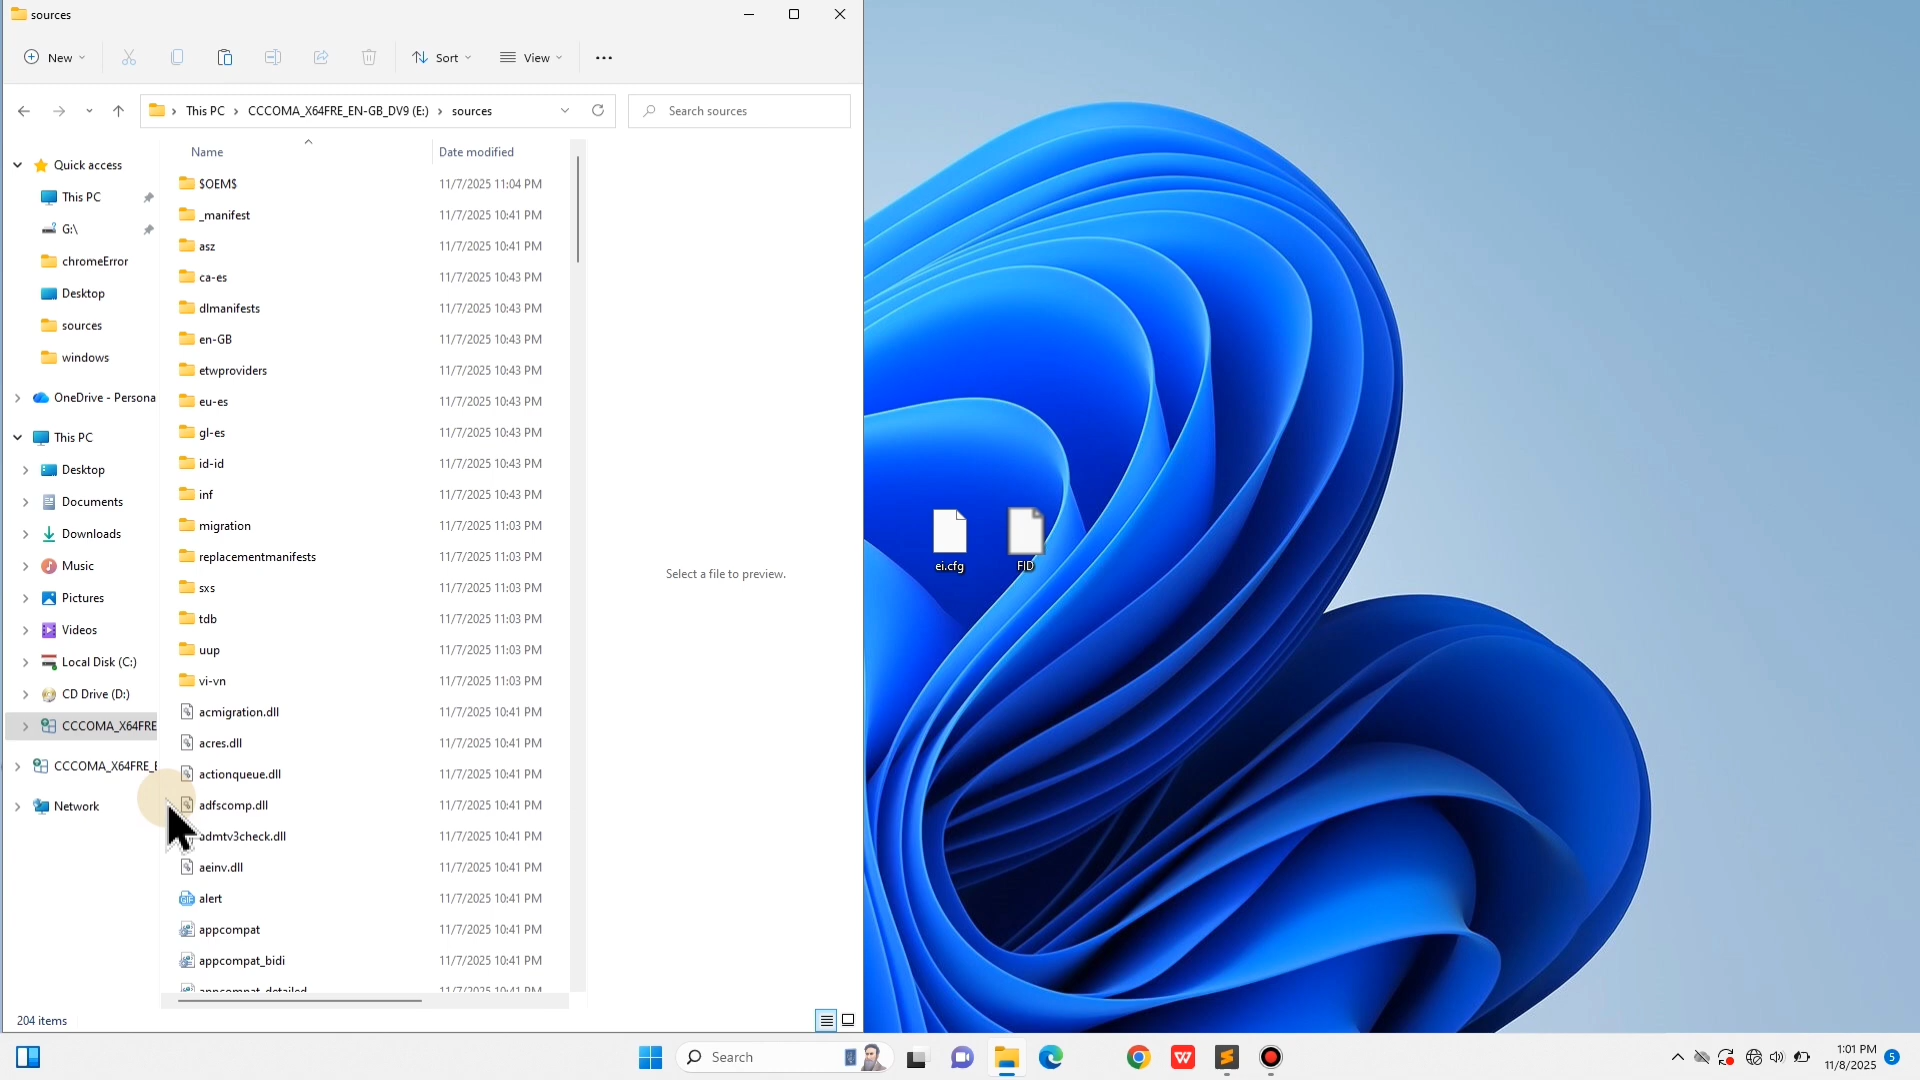 sources
New
Sort
View
This PC
CCCOMA_X64FRE_EN-GB_DV9 (E:)
sources
Search sources
Name
Date modified
Quick access
This PC
G:\
chromeError
Desktop
sources
windows
OneDrive - Persona
This PC
Desktop
Documents
Downloads
Music
Pictures
Videos
Local Disk (C:)
CD Drive (D:)
CCCOMA_X64FRE
CCCOMA_X64FRE_E
Network
$OEM$ 11/7/2025 11:04 PM
_manifest 11/7/2025 10:41 PM
asz 11/7/2025 10:41 PM
ca-es 11/7/2025 10:43 PM
dlmanifests 11/7/2025 10:43 PM
en-GB 11/7/2025 10:43 PM
etwproviders 11/7/2025 10:43 PM
eu-es 11/7/2025 10:43 PM
gl-es 11/7/2025 10:43 PM
id-id 11/7/2025 10:43 PM
inf 11/7/2025 10:43 PM
migration 11/7/2025 11:03 PM
replacementmanifests 11/7/2025 11:03 PM
sxs 11/7/2025 11:03 PM
tdb 11/7/2025 11:03 PM
uup 11/7/2025 11:03 PM
vi-vn 11/7/2025 11:03 PM
acmigration.dll 11/7/2025 10:41 PM
acres.dll 11/7/2025 10:41 PM
actionqueue.dll 11/7/2025 10:41 PM
adfscomp.dll 11/7/2025 10:41 PM
admtv3check.dll 11/7/2025 10:41 PM
aeinv.dll 11/7/2025 10:41 PM
alert 11/7/2025 10:41 PM
appcompat 11/7/2025 10:41 PM
appcompat_bidi 11/7/2025 10:41 PM
appcompat_detailed 11/7/2025 10:41 PM
Select a file to preview.
204 items
ei.cfg
FID
Search
1:01 PM
11/8/2025
5